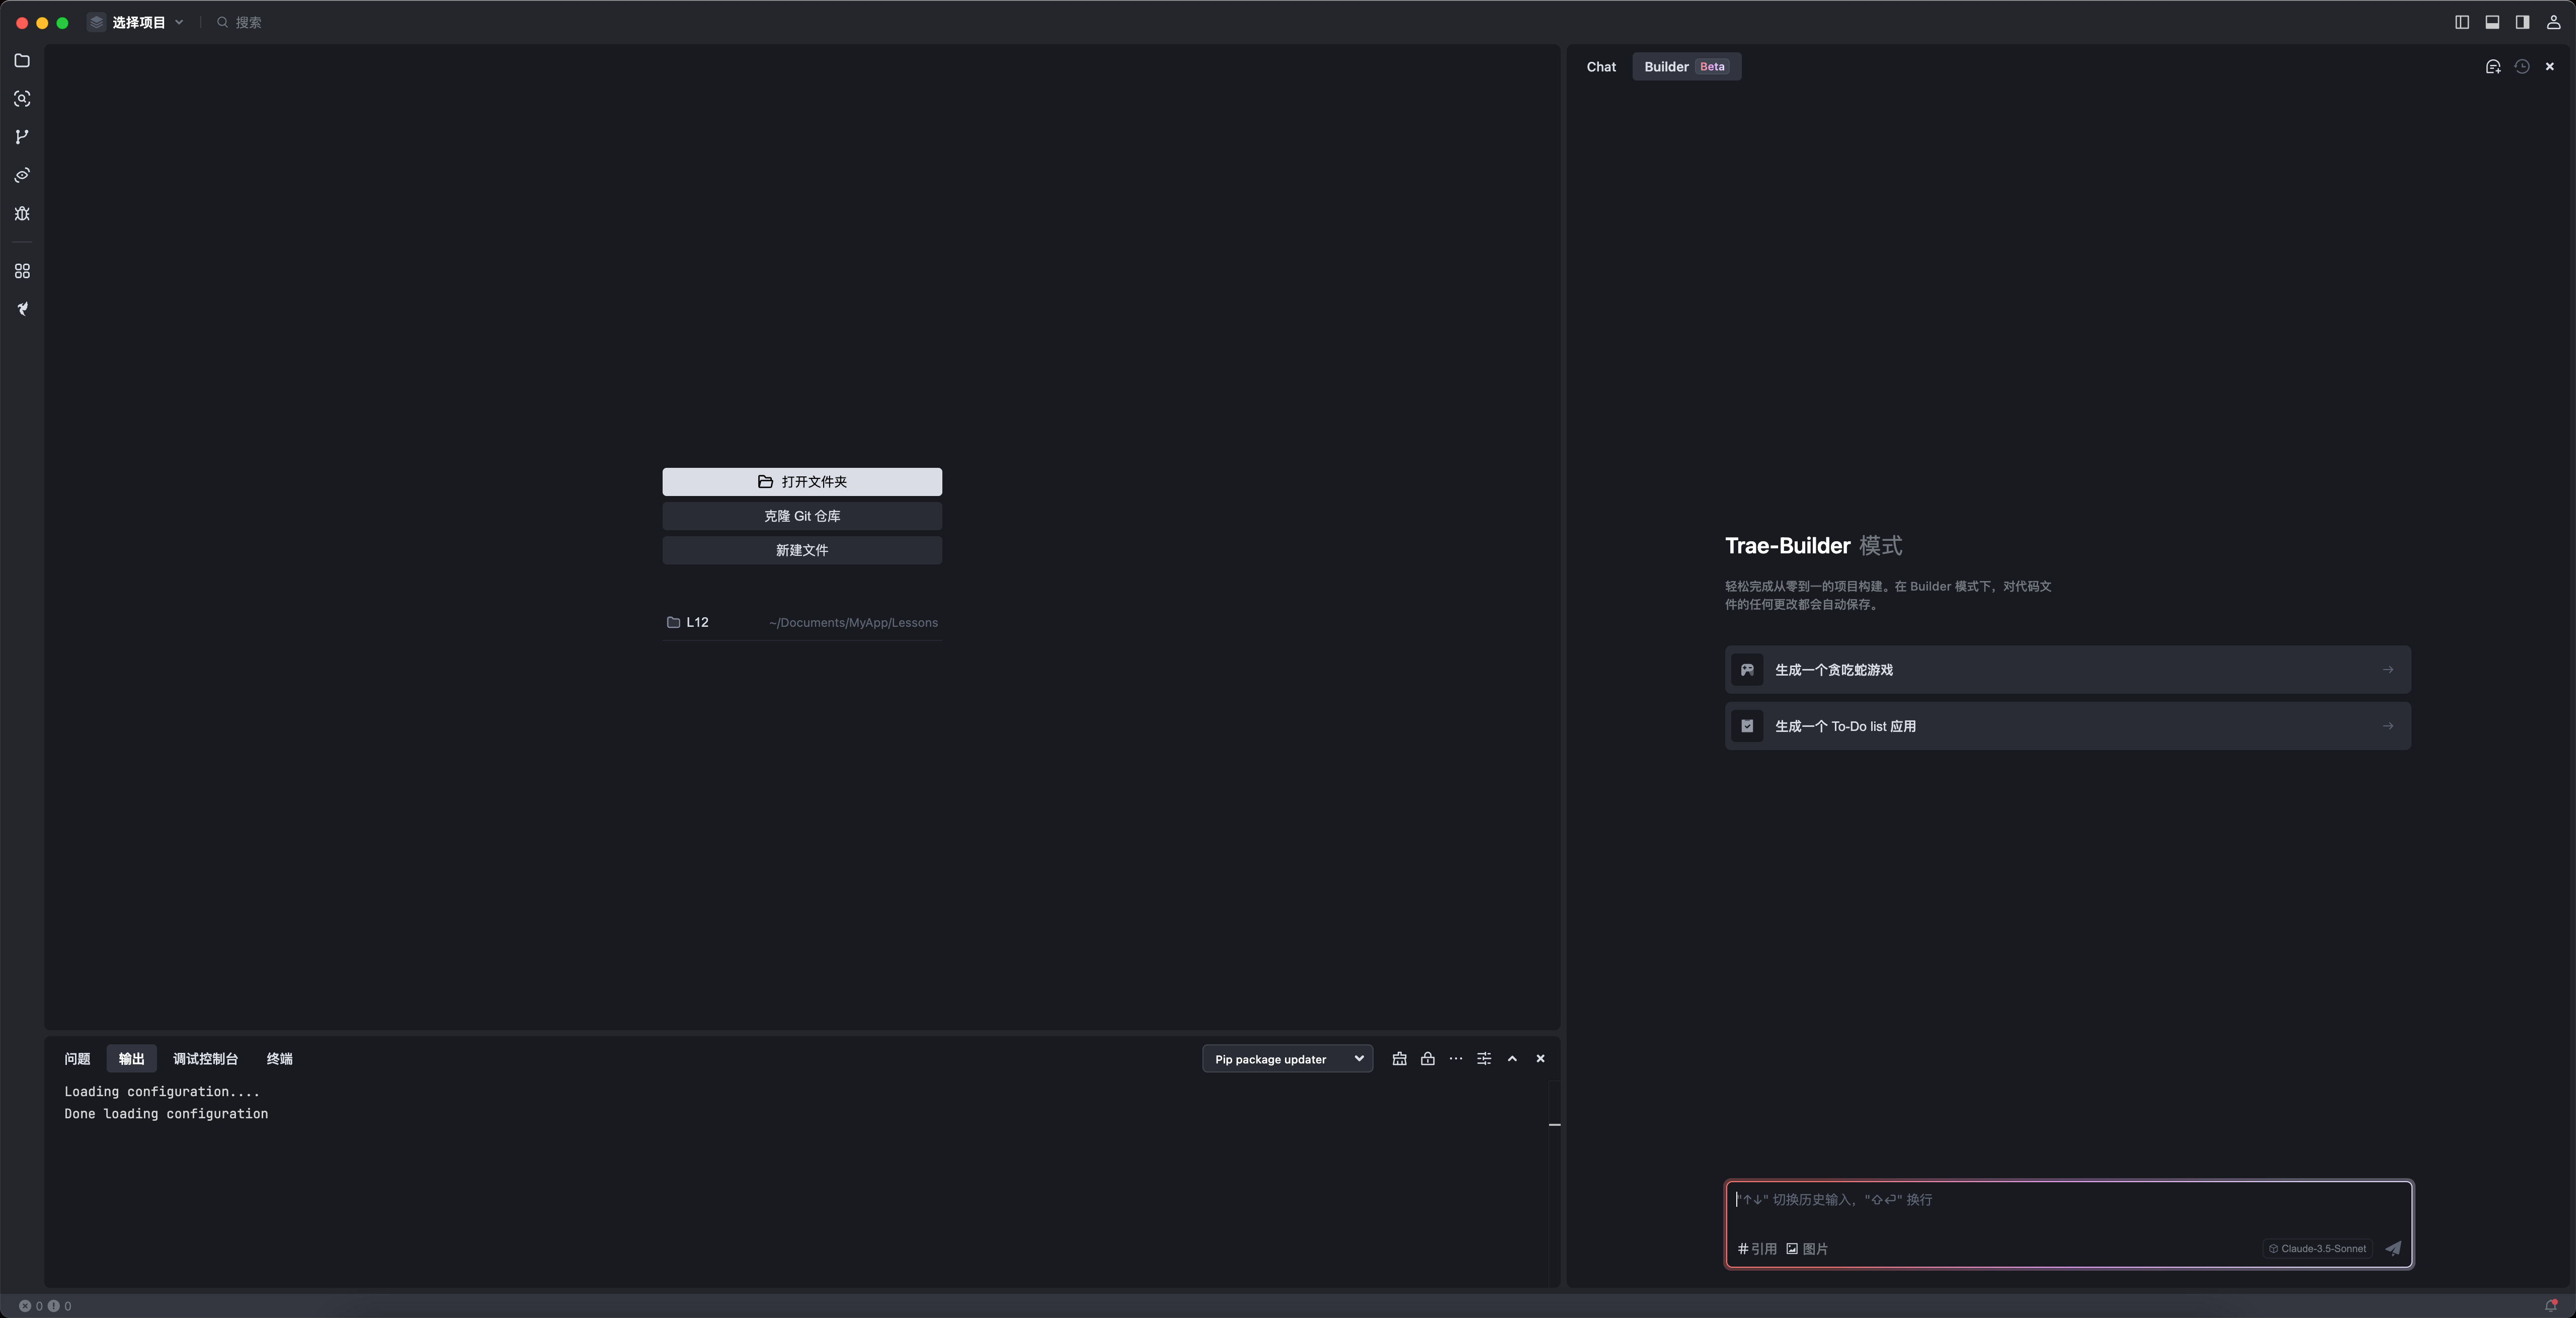 选择项目
搜索
Chat
Builder Beta
打开文件夹
克隆 Git 仓库
新建文件
L12 ~/Documents/MyApp/Lessons
Trae-Builder 模式
轻松完成从零到一的项目构建。在 Builder 模式下，对代码文
件的任何更改都会自动保存。
生成一个贪吃蛇游戏
生成一个 To-Do list 应用
问题 输出 调试控制台 终端
Pip package updater
Loading configuration....
Done loading configuration
"↑↓" 切换历史输入，"⇧⏎" 换行
#引用 图片
Claude-3.5-Sonnet
0 0